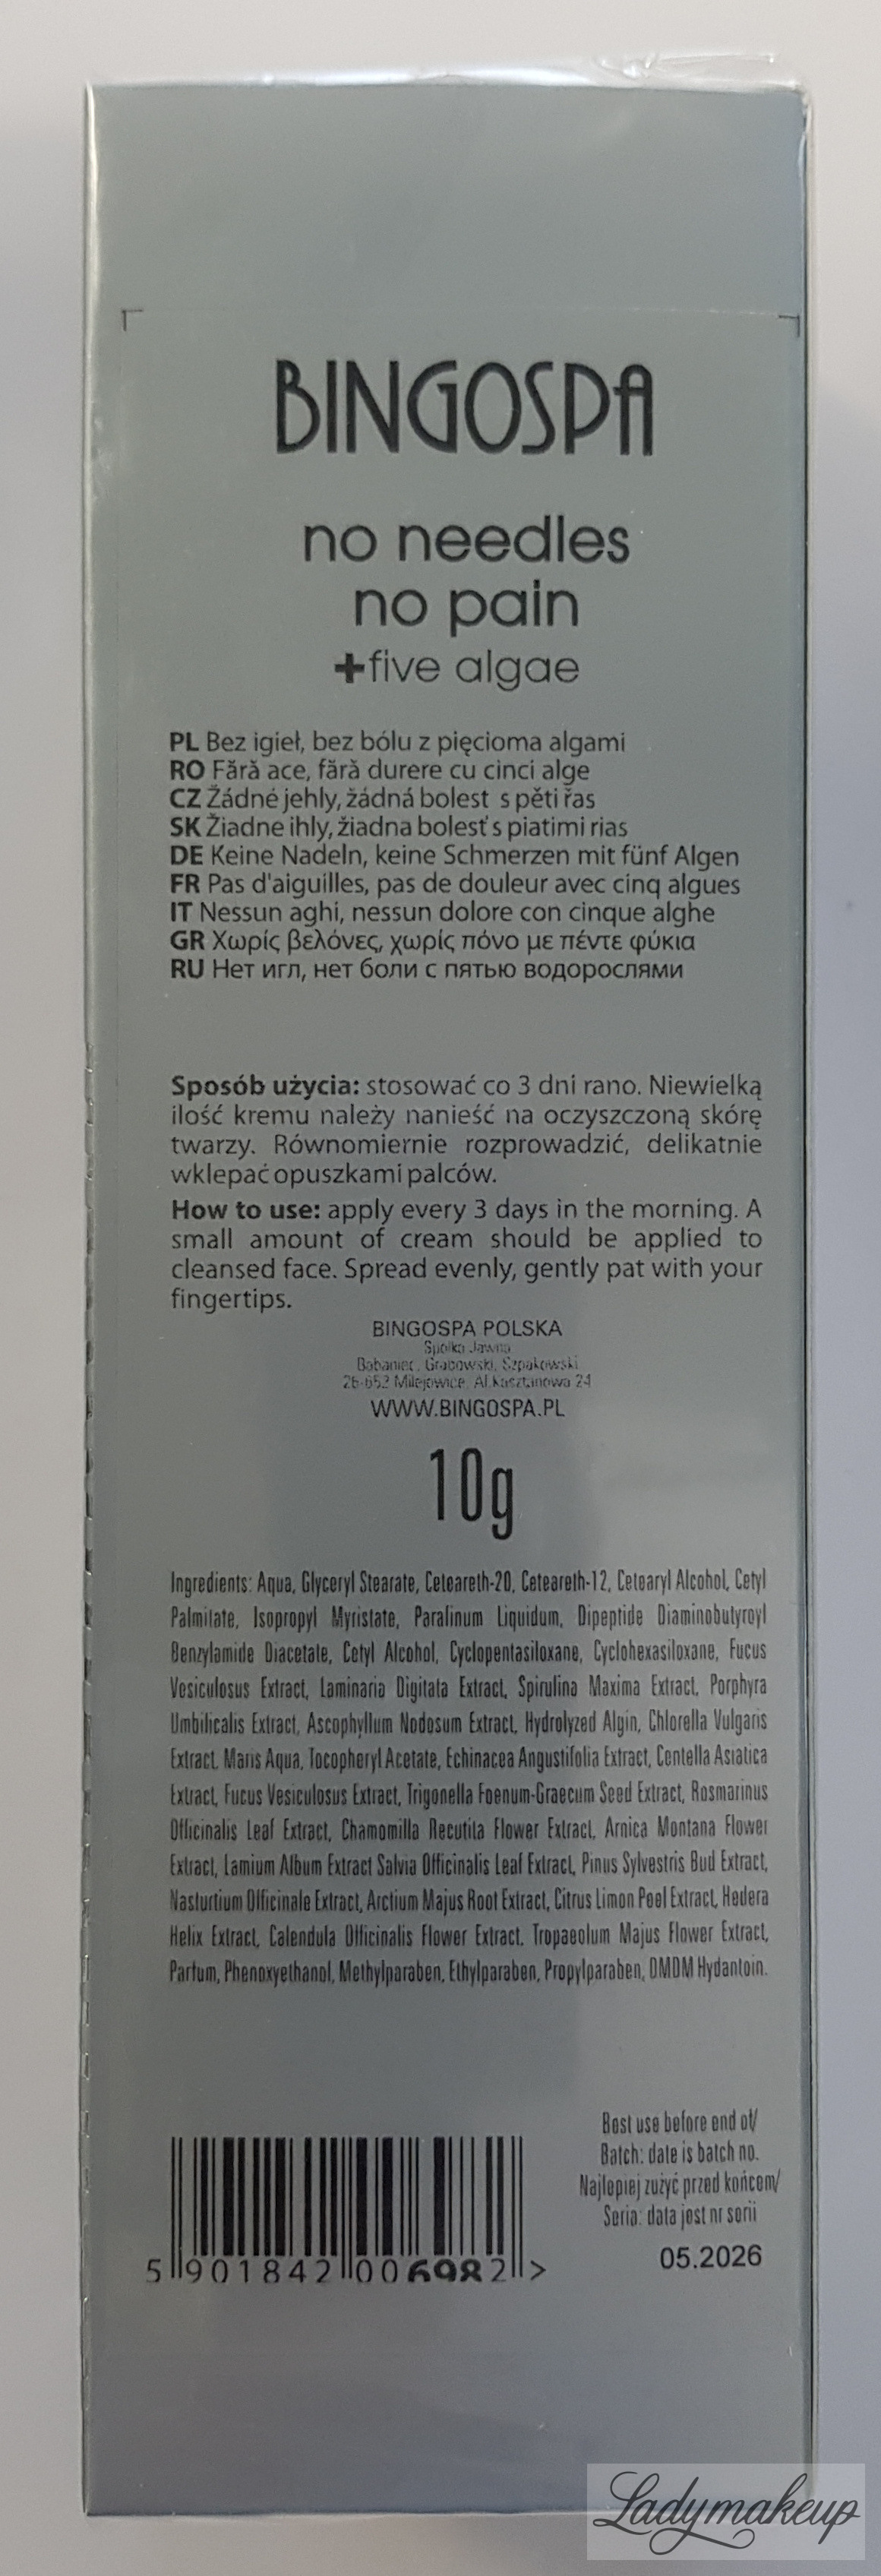 BINGOSPA
no needles
no pain
+five algae
PL Bez igieł, bez bólu z pięcioma algami
RO Fără ace, fără durere cu cinci alge
CZ Žádné jehly, žádná bolest s pěti řas
SK Žiadne ihly, žiadna bolesť s piatimi rias
DE Keine Nadeln, keine Schmerzen mit fünf Algen
FR Pas d'aiguilles, pas de douleur avec cinq algues
IT Nessun aghi, nessun dolore con cinque alghe
GR Χωρίς βελόνες, χωρίς πόνο με πέντε φύκια
RU Нет игл, нет боли с пятью водорослями
Sposób użycia: stosować co 3 dni rano. Niewielką
ilość kremu należy nanieść na oczyszczoną skórę
twarzy. Równomiernie rozprowadzić, delikatnie
wklepać opuszkami palców.
How to use: apply every 3 days in the morning. A
small amount of cream should be applied to
cleansed face. Spread evenly, gently pat with your
fingertips.
BINGOSPA POLSKA
Spółka Jawna
Babaniec, Grabowski, Szpakowski
26-652 Milejowice, Al.Kasztanowa 24
WWW.BINGOSPA.PL
10g
Ingredients: Aqua, Glyceryl Stearate, Ceteareth-20, Ceteareth-12, Cetearyl Alcohol, Cetyl
Palmitate, Isopropyl Myristate, Parafinum Liquidum, Dipeptide Diaminobutyroyl
Benzylamide Diacetate, Cetyl Alcohol, Cyclopentasiloxane, Cyclohexasiloxane, Fucus
Vesiculosus Extract, Laminaria Digitata Extract, Spirulina Maxima Extract, Porphyra
Umbilicalis Extract, Ascophyllum Nodosum Extract, Hydrolyzed Algin, Chlorella Vulgaris
Extract. Maris Aqua, Tocopheryl Acetate, Echinacea Angustifolia Extract, Centella Asiatica
Extract, Fucus Vesiculosus Extract, Trigonella Foenum-Graecum Seed Extract, Rosmarinus
Officinalis Leaf Extract, Chamomilla Recutita Flower Extract, Arnica Montana Flower
Extract, Lamium Album Extract Salvia Officinalis Leaf Extract, Pinus Sylvestris Bud Extract,
Nasturtium Officinale Extract, Arctium Majus Root Extract, Citrus Limon Peel Extract, Hedera
Helix Extract, Calendula Officinalis Flower Extract, Tropaeolum Majus Flower Extract,
Parfum, Phenoxyethanol, Methylparaben, Ethylparaben, Propylparaben, DMDM Hydantoin.
Best use before end of/
Batch: date is batch no.
Najlepiej zużyć przed końcem/
Seria: data jest nr serii
05.2026
5 901842 006982 >
Ladymakeup